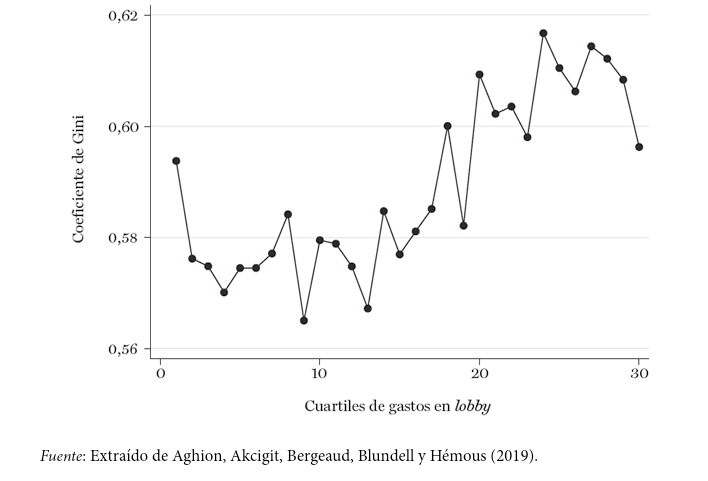 0,62
0,60
0,58
0,56
Coeficiente de Gini
0 10 20 30
Cuartiles de gastos en lobby
Fuente: Extraído de Aghion, Akcigit, Bergeaud, Blundell y Hémous (2019).